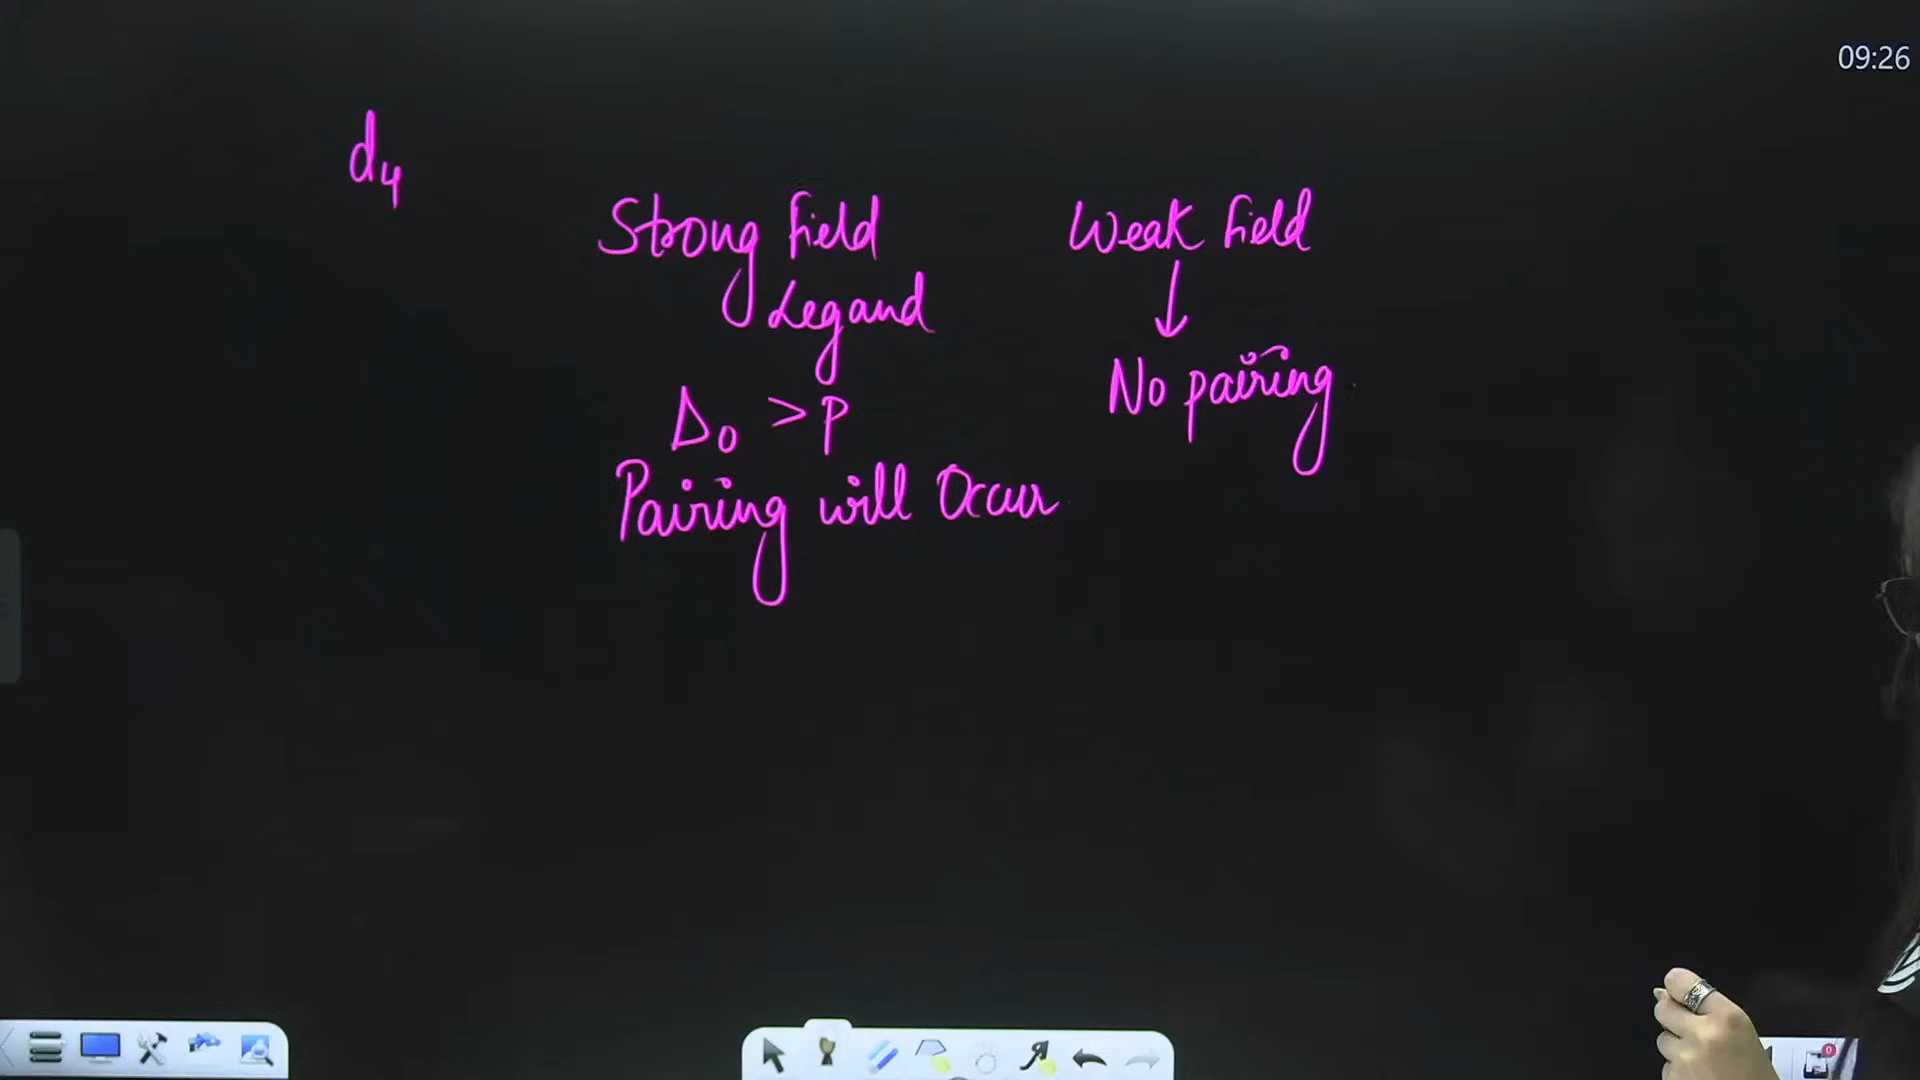 09:26
d4
Strong field
Legand
Δo > P
Pairing will Occur
Weak field
↓
No pairing